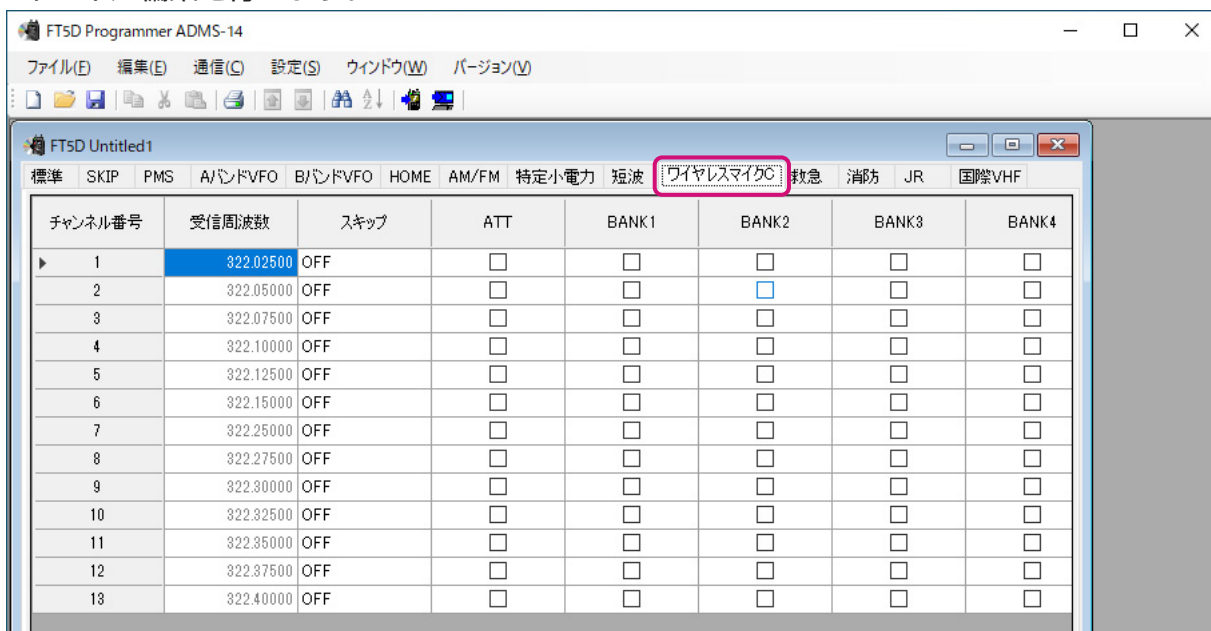 FT5D Programmer ADMS-14
ファイル(F) 編集(E) 通信(C) 設定(S) ウィンドウ(W) バージョン(V)
FT5D Untitled1
標準 SKIP PMS AバンドVFO BバンドVFO HOME AM/FM 特定小電力 短波 ワイヤレスマイクC 救急 消防 JR 国際VHF
チャンネル番号 受信周波数 スキップ ATT BANK1 BANK2 BANK3 BANK4
1 322.02500 OFF
2 322.05000 OFF
3 322.07500 OFF
4 322.10000 OFF
5 322.12500 OFF
6 322.15000 OFF
7 322.25000 OFF
8 322.27500 OFF
9 322.30000 OFF
10 322.32500 OFF
11 322.35000 OFF
12 322.37500 OFF
13 322.40000 OFF